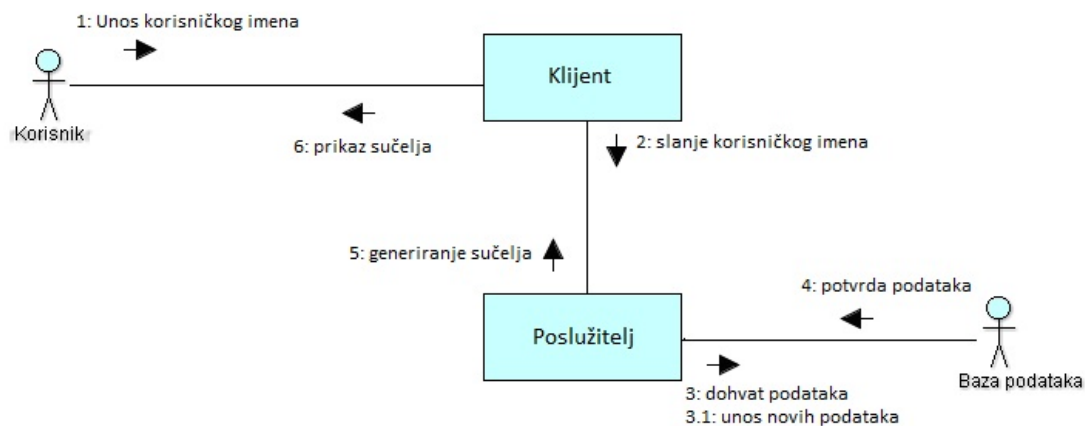 1: Unos korisničkog imena
Klijent
Korisnik
6: prikaz sučelja
2: slanje korisničkog imena
5: generiranje sučelja
4: potvrda podataka
Poslužitelj
Baza podataka
3: dohvat podataka
3.1: unos novih podataka